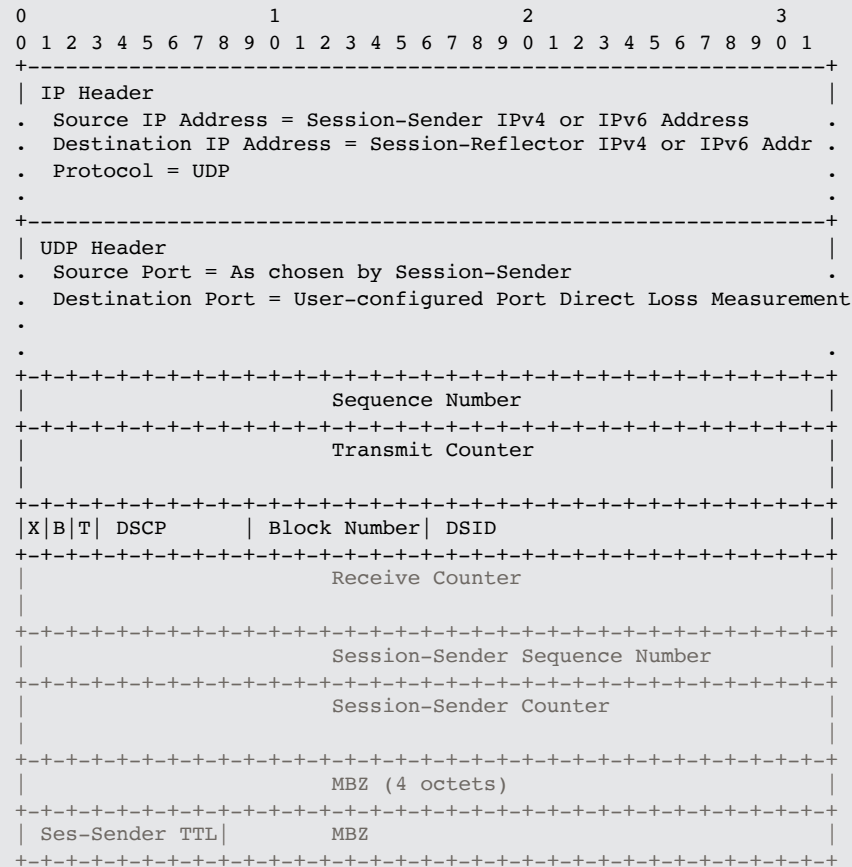 0                   1                   2                   3
0 1 2 3 4 5 6 7 8 9 0 1 2 3 4 5 6 7 8 9 0 1 2 3 4 5 6 7 8 9 0 1
+---------------------------------------------------------------+
| IP Header                                                     |
.  Source IP Address = Session-Sender IPv4 or IPv6 Address      .
.  Destination IP Address = Session-Reflector IPv4 or IPv6 Addr .
.  Protocol = UDP                                               .
.                                                               .
+---------------------------------------------------------------+
| UDP Header                                                    |
.  Source Port = As chosen by Session-Sender                    .
.  Destination Port = User-configured Port Direct Loss Measurement
.
.                                                               .
+-+-+-+-+-+-+-+-+-+-+-+-+-+-+-+-+-+-+-+-+-+-+-+-+-+-+-+-+-+-+-+-+
|                        Sequence Number                        |
+-+-+-+-+-+-+-+-+-+-+-+-+-+-+-+-+-+-+-+-+-+-+-+-+-+-+-+-+-+-+-+-+
|                        Transmit Counter                       |
|                                                               |
+-+-+-+-+-+-+-+-+-+-+-+-+-+-+-+-+-+-+-+-+-+-+-+-+-+-+-+-+-+-+-+-+
|X|B|T| DSCP      | Block Number| DSID                          |
+-+-+-+-+-+-+-+-+-+-+-+-+-+-+-+-+-+-+-+-+-+-+-+-+-+-+-+-+-+-+-+-+
|                        Receive Counter                        |
|                                                               |
+-+-+-+-+-+-+-+-+-+-+-+-+-+-+-+-+-+-+-+-+-+-+-+-+-+-+-+-+-+-+-+-+
|                        Session-Sender Sequence Number         |
+-+-+-+-+-+-+-+-+-+-+-+-+-+-+-+-+-+-+-+-+-+-+-+-+-+-+-+-+-+-+-+-+
|                        Session-Sender Counter                 |
|                                                               |
+-+-+-+-+-+-+-+-+-+-+-+-+-+-+-+-+-+-+-+-+-+-+-+-+-+-+-+-+-+-+-+-+
|                        MBZ (4 octets)                         |
+-+-+-+-+-+-+-+-+-+-+-+-+-+-+-+-+-+-+-+-+-+-+-+-+-+-+-+-+-+-+-+-+
| Ses-Sender TTL|        MBZ                                    |
+-+-+-+-+-+-+-+-+-+-+-+-+-+-+-+-+-+-+-+-+-+-+-+-+-+-+-+-+-+-+-+-+